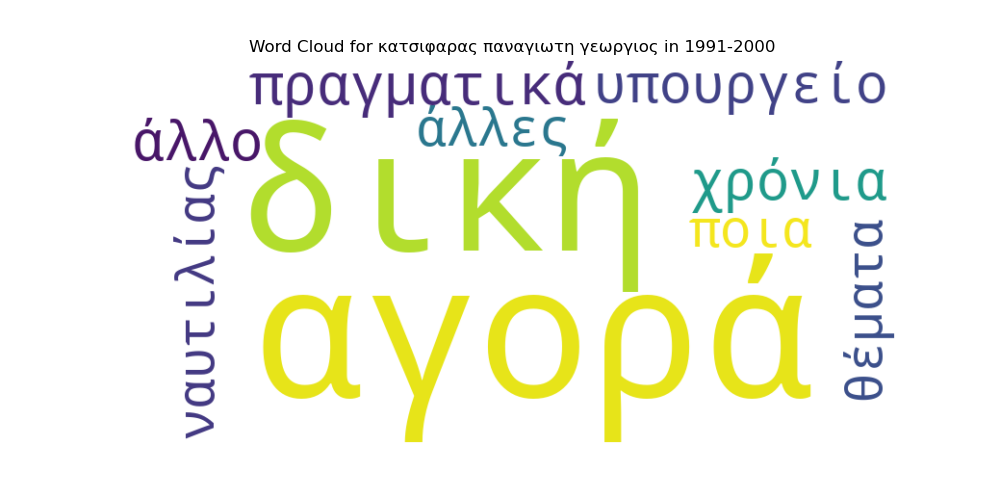 Word Cloud for κατσιφαρας παναγιωτη γεωργιος in 1991-2000
πραγματικά υπουργείο
άλλο άλλες
δική
χρόνια
ποια
ναυτιλίας
θέματα
αγορά